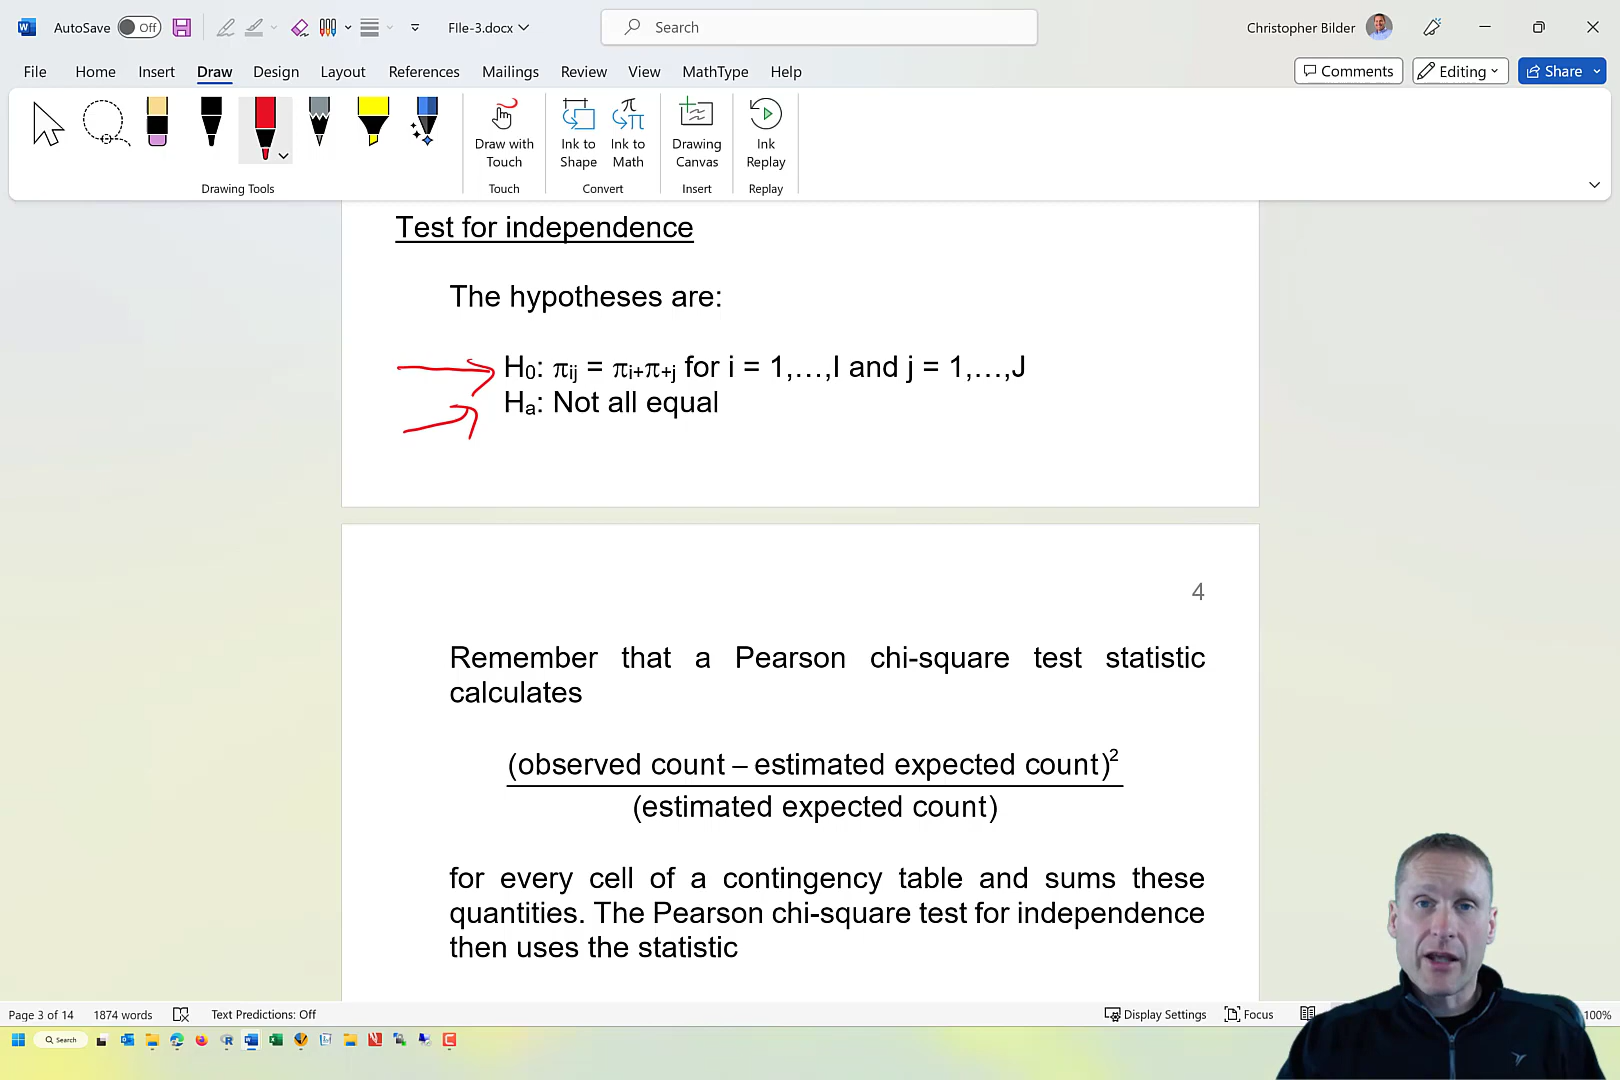 AutoSave Off FIle-3.docx Search Christopher Bilder
File Home Insert Draw Design Layout References Mailings Review View MathType Help Comments Editing Share
Draw with Touch
Ink to Shape
Ink to Math
Drawing Canvas
Ink Replay
Drawing Tools Touch Convert Insert Replay
Test for independence
The hypotheses are:
H₀: πᵢⱼ = πᵢ₊π₊ⱼ for i = 1,…,I and j = 1,…,J
Hₐ: Not all equal
4
Remember that a Pearson chi-square test statistic
calculates
(observed count – estimated expected count)²
(estimated expected count)
for every cell of a contingency table and sums these
quantities. The Pearson chi-square test for independence
then uses the statistic
Page 3 of 14 1874 words Text Predictions: Off Display Settings Focus 100%
Search